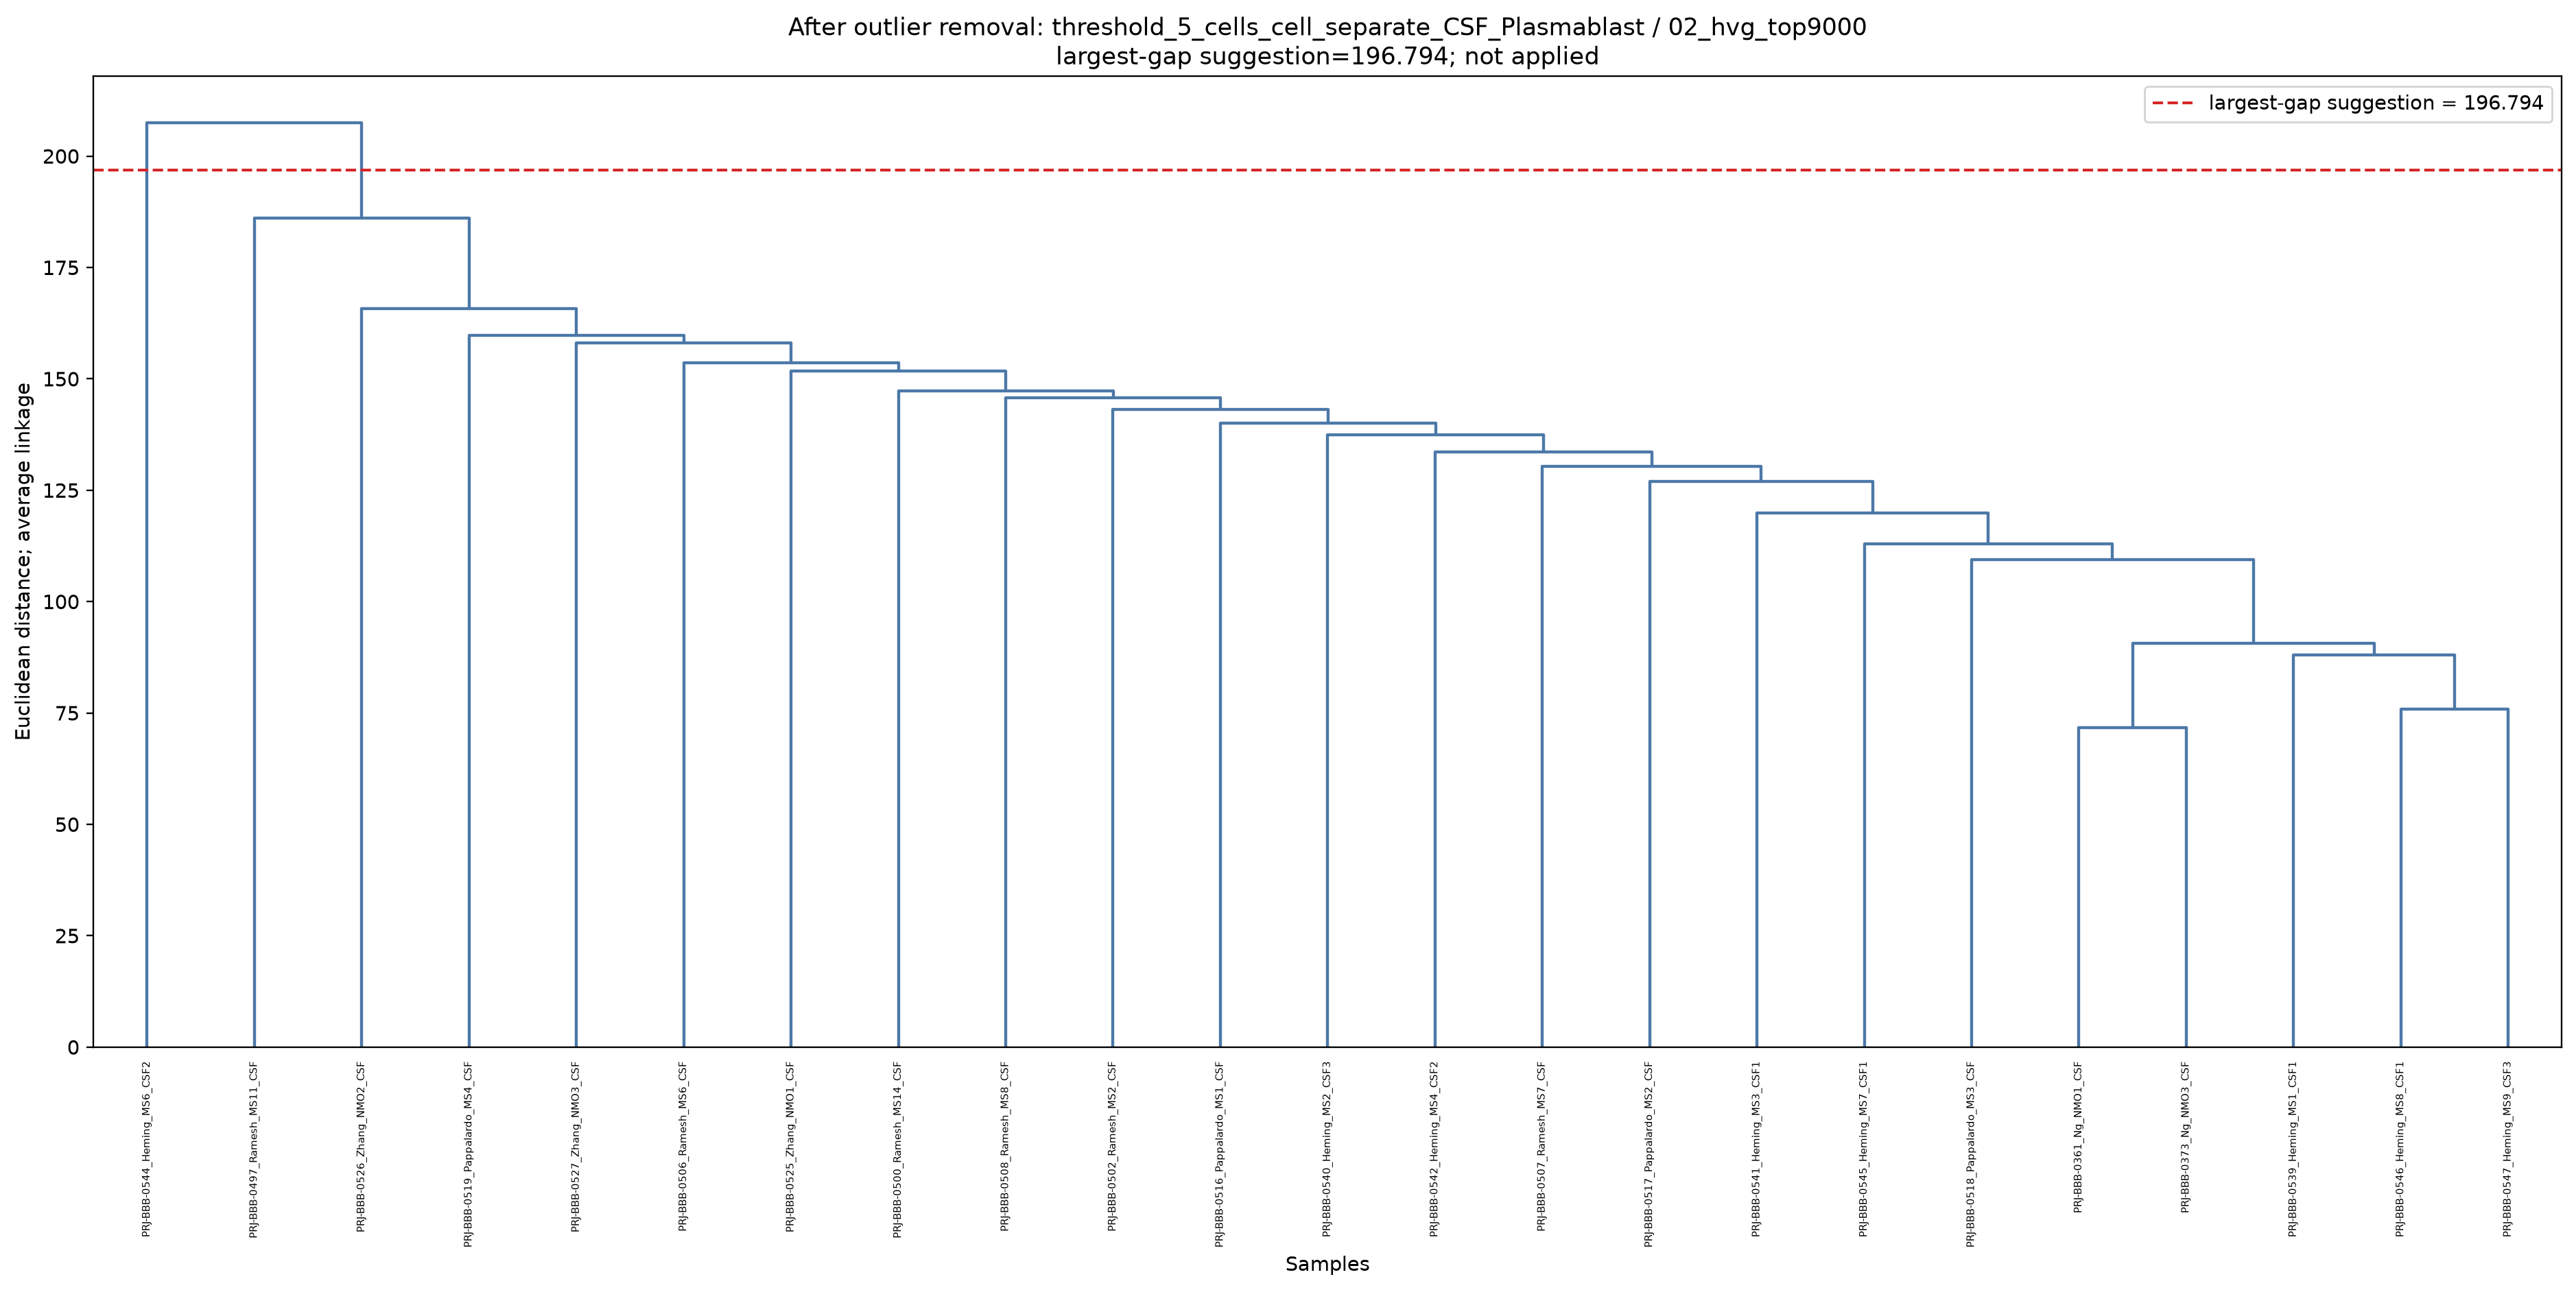 After outlier removal: threshold_5_cells_cell_separate_CSF_Plasmablast / 02_hvg_top9000
largest-gap suggestion=196.794; not applied
largest-gap suggestion = 196.794
Euclidean distance; average linkage
200
175
150
125
100
75
50
25
0
PRJ-BBB-0554_Heming_MS6_CSF2
PRJ-BBB-0497_Ramesh_MS11_CSF
PRJ-BBB-0526_Zhang_NMO2_CSF
PRJ-BBB-0519_Pappalardo_MS4_CSF
PRJ-BBB-0527_Zhang_NMO3_CSF
PRJ-BBB-0506_Ramesh_MS6_CSF
PRJ-BBB-0525_Zhang_NMO1_CSF
PRJ-BBB-0500_Ramesh_MS14_CSF
PRJ-BBB-0508_Ramesh_MS8_CSF
PRJ-BBB-0502_Ramesh_MS2_CSF
PRJ-BBB-0516_Pappalardo_MS1_CSF
PRJ-BBB-0540_Heming_MS2_CSF3
PRJ-BBB-0542_Heming_MS4_CSF2
PRJ-BBB-0507_Ramesh_MS7_CSF
PRJ-BBB-0517_Pappalardo_MS2_CSF
PRJ-BBB-0541_Heming_MS3_CSF1
PRJ-BBB-0545_Heming_MS7_CSF1
PRJ-BBB-0518_Pappalardo_MS3_CSF
PRJ-BBB-0361_Ng_NMO1_CSF
PRJ-BBB-0373_Ng_NMO3_CSF
PRJ-BBB-0539_Heming_MS1_CSF1
PRJ-BBB-0546_Heming_MS8_CSF1
PRJ-BBB-0547_Heming_MS9_CSF3
Samples